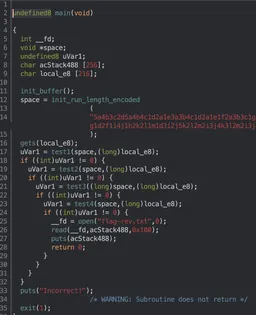 1
2 undefined8 main(void)
3
4 {
5 int __fd;
6 void *space;
7 undefined8 uVar1;
8 char acStack488 [256];
9 char local_e8 [216];
10
11 init_buffer();
12 space = init_run_length_encoded
13 (
14
15 );
16 gets(local_e8);
17 uVar1 = test1(space,(long)local_e8);
18 if ((int)uVar1 != 0) {
19 uVar1 = test2(space,(long)local_e8);
20 if ((int)uVar1 != 0) {
21 uVar1 = test3((long)space,(long)local_e8);
22 if ((int)uVar1 != 0) {
23 uVar1 = test4(space,(long)local_e8);
24 if ((int)uVar1 != 0) {
25 __fd = open("flag-rev.txt",0);
26 read(__fd,acStack488,0x100);
27 puts(acStack488);
28 return 0;
29 }
30 }
31 }
32 }
33 puts("Incorrect!");
34 /* WARNING: Subroutine does not return */
35 exit(1);